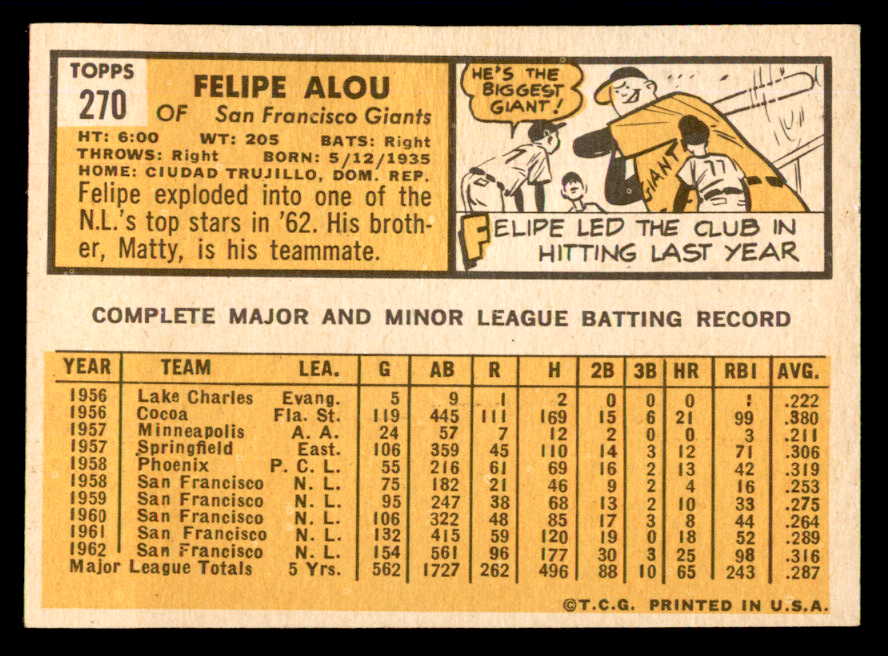 TOPPS
270
FELIPE ALOU
OF San Francisco Giants
HT: 6:00 WT: 205 BATS: Right
THROWS: Right BORN: 5/12/1935
HOME: CIUDAD TRUJILLO, DOM. REP.
Felipe exploded into one of the
N.L.'s top stars in '62. His broth-
er, Matty, is his teammate.
HE'S THE
BIGGEST
GIANT!
GIANT
FELIPE LED THE CLUB IN
HITTING LAST YEAR
COMPLETE MAJOR AND MINOR LEAGUE BATTING RECORD
YEAR TEAM LEA. G AB R H 2B 3B HR RBI AVG.
1956 Lake Charles Evang. 5 9 1 2 0 0 0 1 .222
1956 Cocoa Fla. St. 119 445 111 169 15 6 21 99 .380
1957 Minneapolis A. A. 24 57 7 12 2 0 0 3 .211
1957 Springfield East. 106 359 45 110 14 3 12 71 .306
1958 Phoenix P. C. L. 55 216 61 69 16 2 13 42 .319
1958 San Francisco N. L. 75 182 21 46 9 2 4 16 .253
1959 San Francisco N. L. 95 247 38 68 13 2 10 33 .275
1960 San Francisco N. L. 106 322 48 85 17 3 8 44 .264
1961 San Francisco N. L. 132 415 59 120 19 0 18 52 .289
1962 San Francisco N. L. 154 561 96 177 30 3 25 98 .316
Major League Totals 5 Yrs. 562 1727 262 496 88 10 65 243 .287
©T.C.G. PRINTED IN U.S.A.